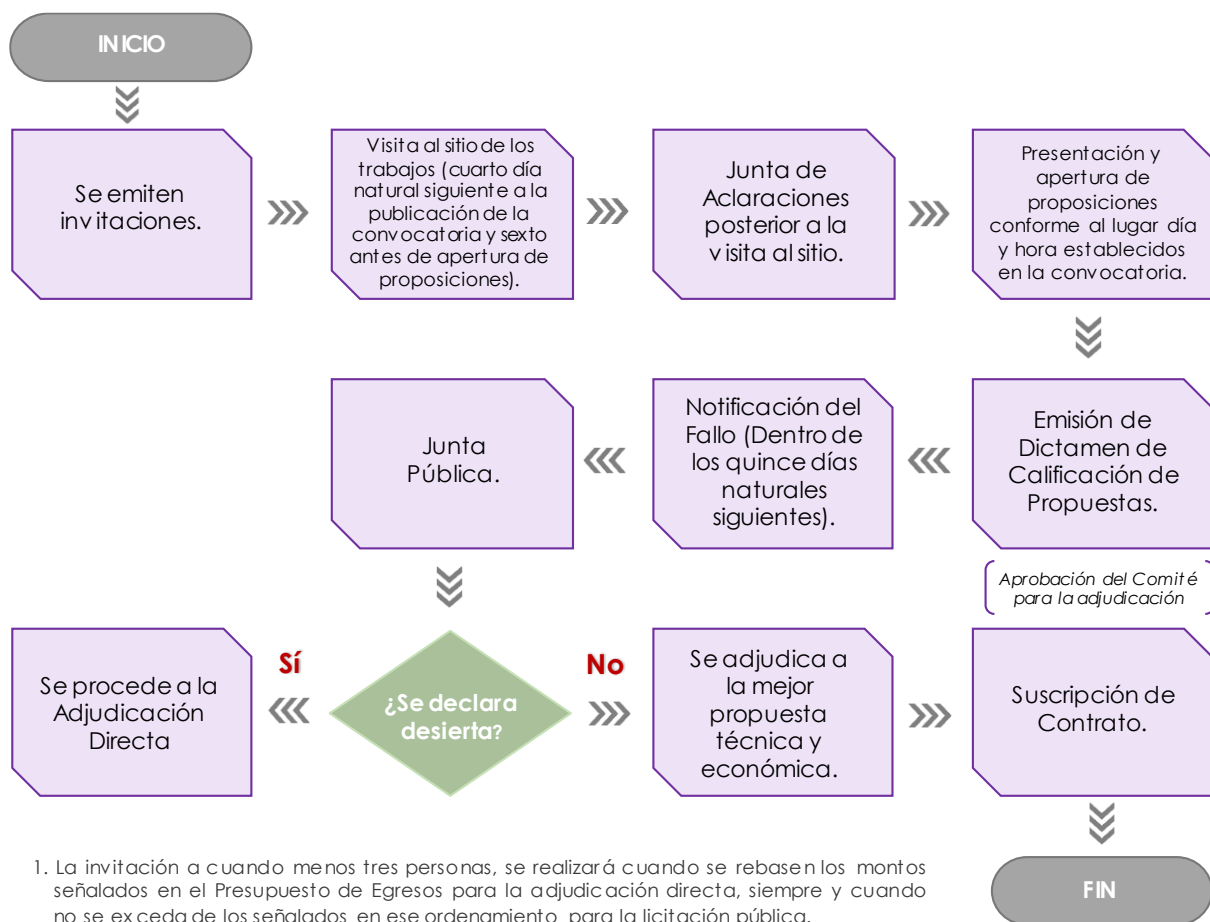 INICIO
Se emiten
invitaciones.
Visita al sitio de los
trabajos (cuarto día
natural siguiente a la
publicación de la
convocatoria y sexto
antes de apertura de
proposiciones).
Junta de
Aclaraciones
posterior a la
visita al sitio.
Presentación y
apertura de
proposiciones
conforme al lugar día
y hora establecidos
en la convocatoria.
Emisión de
Dictamen de
Calificación de
Propuestas.
Aprobación del Comité
para la adjudicación
Notificación del
Fallo (Dentro de
los quince días
naturales
siguientes).
Junta
Pública.
¿Se declara
desierta?
Sí
Se procede a la
Adjudicación
Directa
No
Se adjudica a
la mejor
propuesta
técnica y
económica.
Suscripción de
Contrato.
FIN
1. La invitación a cuando menos tres personas, se realizará cuando se rebasen los montos
señalados en el Presupuesto de Egresos para la adjudicación directa, siempre y cuando
no se exceda de los señalados en ese ordenamiento para la licitación pública.